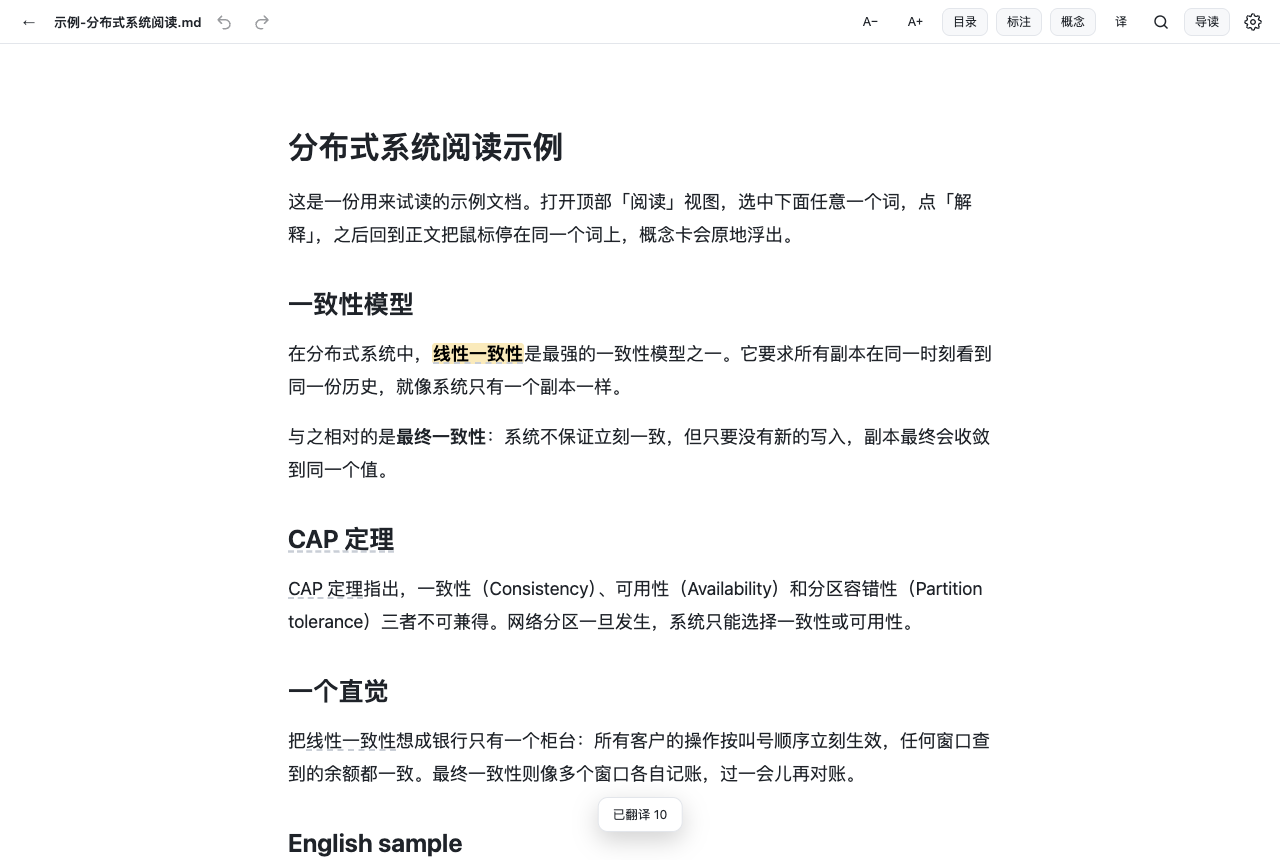 ← 示例-分布式系统阅读.md A− A+ 目录 标注 概念 译 导读
分布式系统阅读示例
这是一份用来试读的示例文档。打开顶部「阅读」视图，选中下面任意一个词，点「解
释」，之后回到正文把鼠标停在同一个词上，概念卡会原地浮出。
一致性模型
在分布式系统中，线性一致性是最强的一致性模型之一。它要求所有副本在同一时刻看到
同一份历史，就像系统只有一个副本一样。
与之相对的是最终一致性：系统不保证立刻一致，但只要没有新的写入，副本最终会收敛
到同一个值。
CAP 定理
CAP 定理指出，一致性（Consistency）、可用性（Availability）和分区容错性（Partition
tolerance）三者不可兼得。网络分区一旦发生，系统只能选择一致性或可用性。
一个直觉
把线性一致性想成银行只有一个柜台：所有客户的操作按叫号顺序立刻生效，任何窗口查
到的余额都一致。最终一致性则像多个窗口各自记账，过一会儿再对账。
已翻译 10
English sample